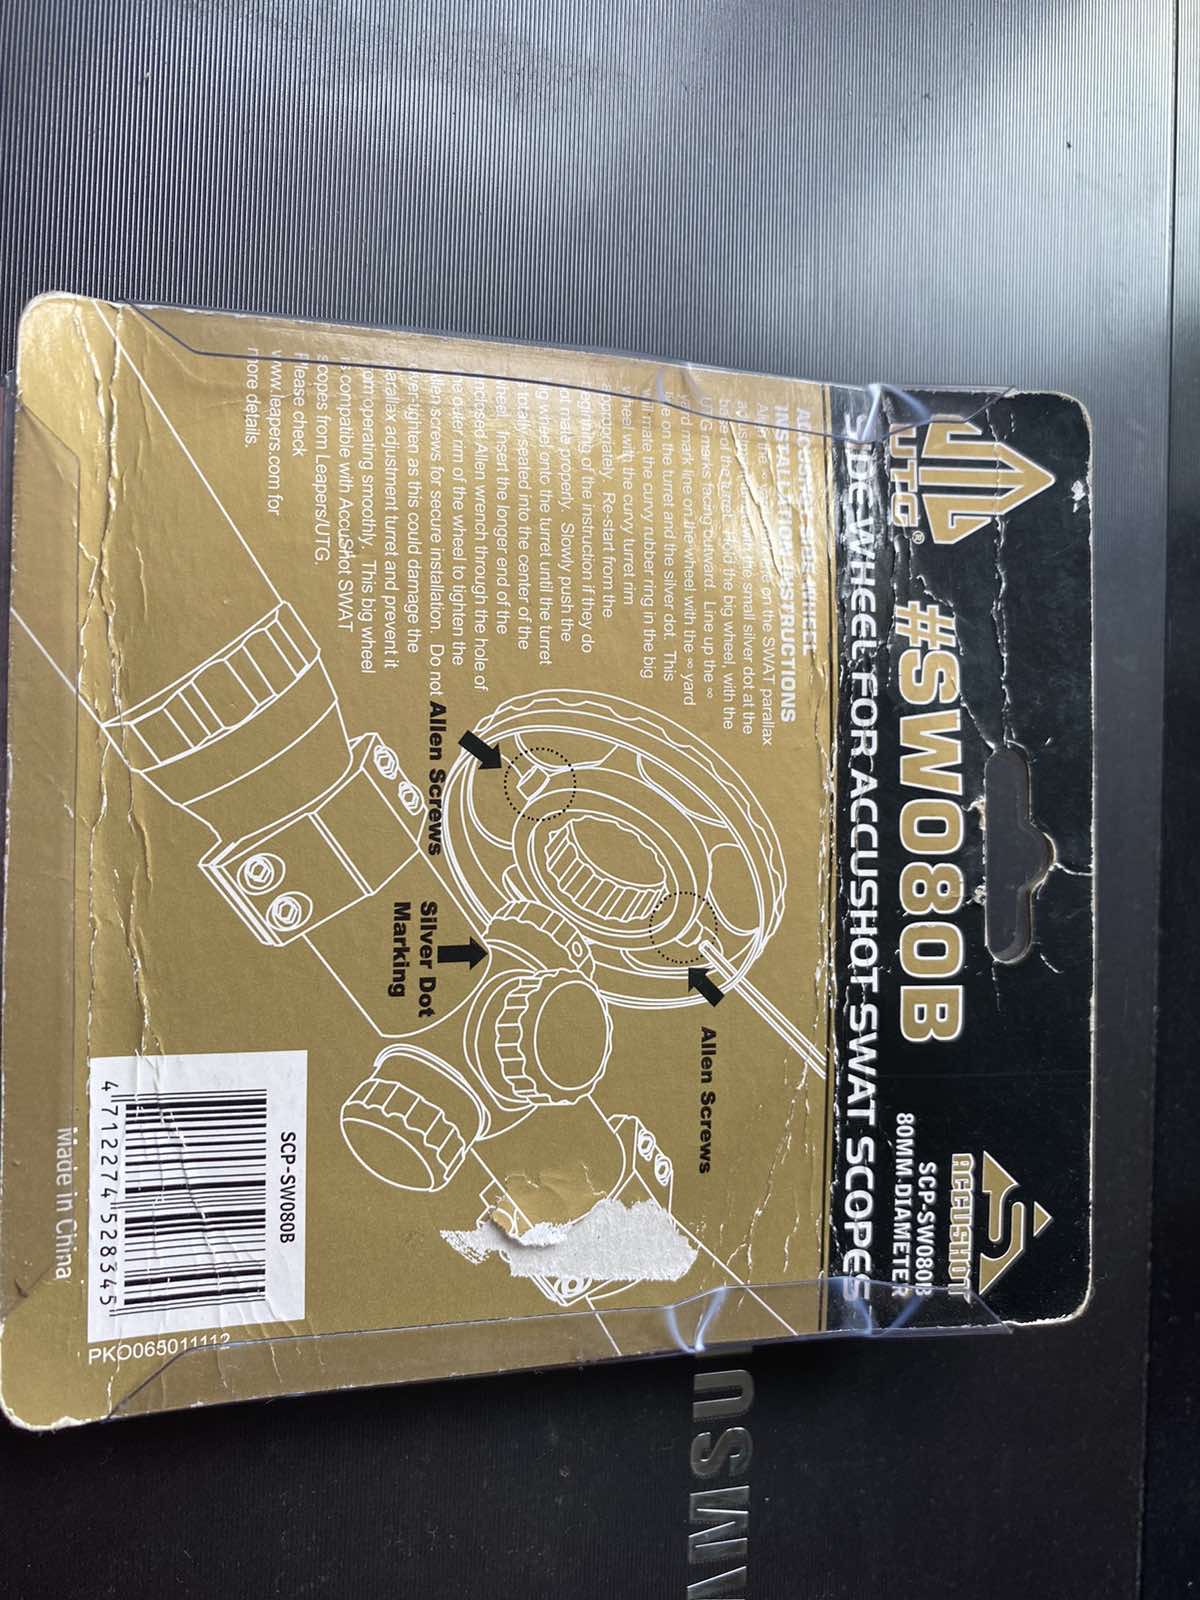 UTG®
#SW080B
ACCUSHOT
SCP-SW080B
80MM DIAMETER
SIDE WHEEL FOR ACCUSHOT SWAT SCOPES
ACCUSHOT SIDE WHEEL
INSTALLATION INSTRUCTIONS
on the SWAT parallax
the small silver dot at the
base of the turret. Hold the big wheel, with the
UTG marks facing outward. Line up the ∞
yard mark line on the wheel with the ∞ yard
line on the turret and the silver dot. This
will mate the curvy rubber ring in the big
wheel with the curvy turret rim
appropriately. Re-start from the
beginning of the instruction if they do
not mate properly. Slowly push the
big wheel onto the turret until the turret
is totally seated into the center of the
wheel. Insert the longer end of the
enclosed Allen wrench through the hole of
the outer rim of the wheel to tighten the
Allen screws for secure installation. Do not
over-tighten as this could damage the
parallax adjustment turret and prevent it
from operating smoothly. This big wheel
is compatible with AccuShot SWAT
scopes from Leapers/UTG.
Please check
www.leapers.com for
more details.
Allen Screws
Allen Screws
Silver Dot
Marking
SCP-SW080B
4 712274 528345
PKO065011112
Made in China